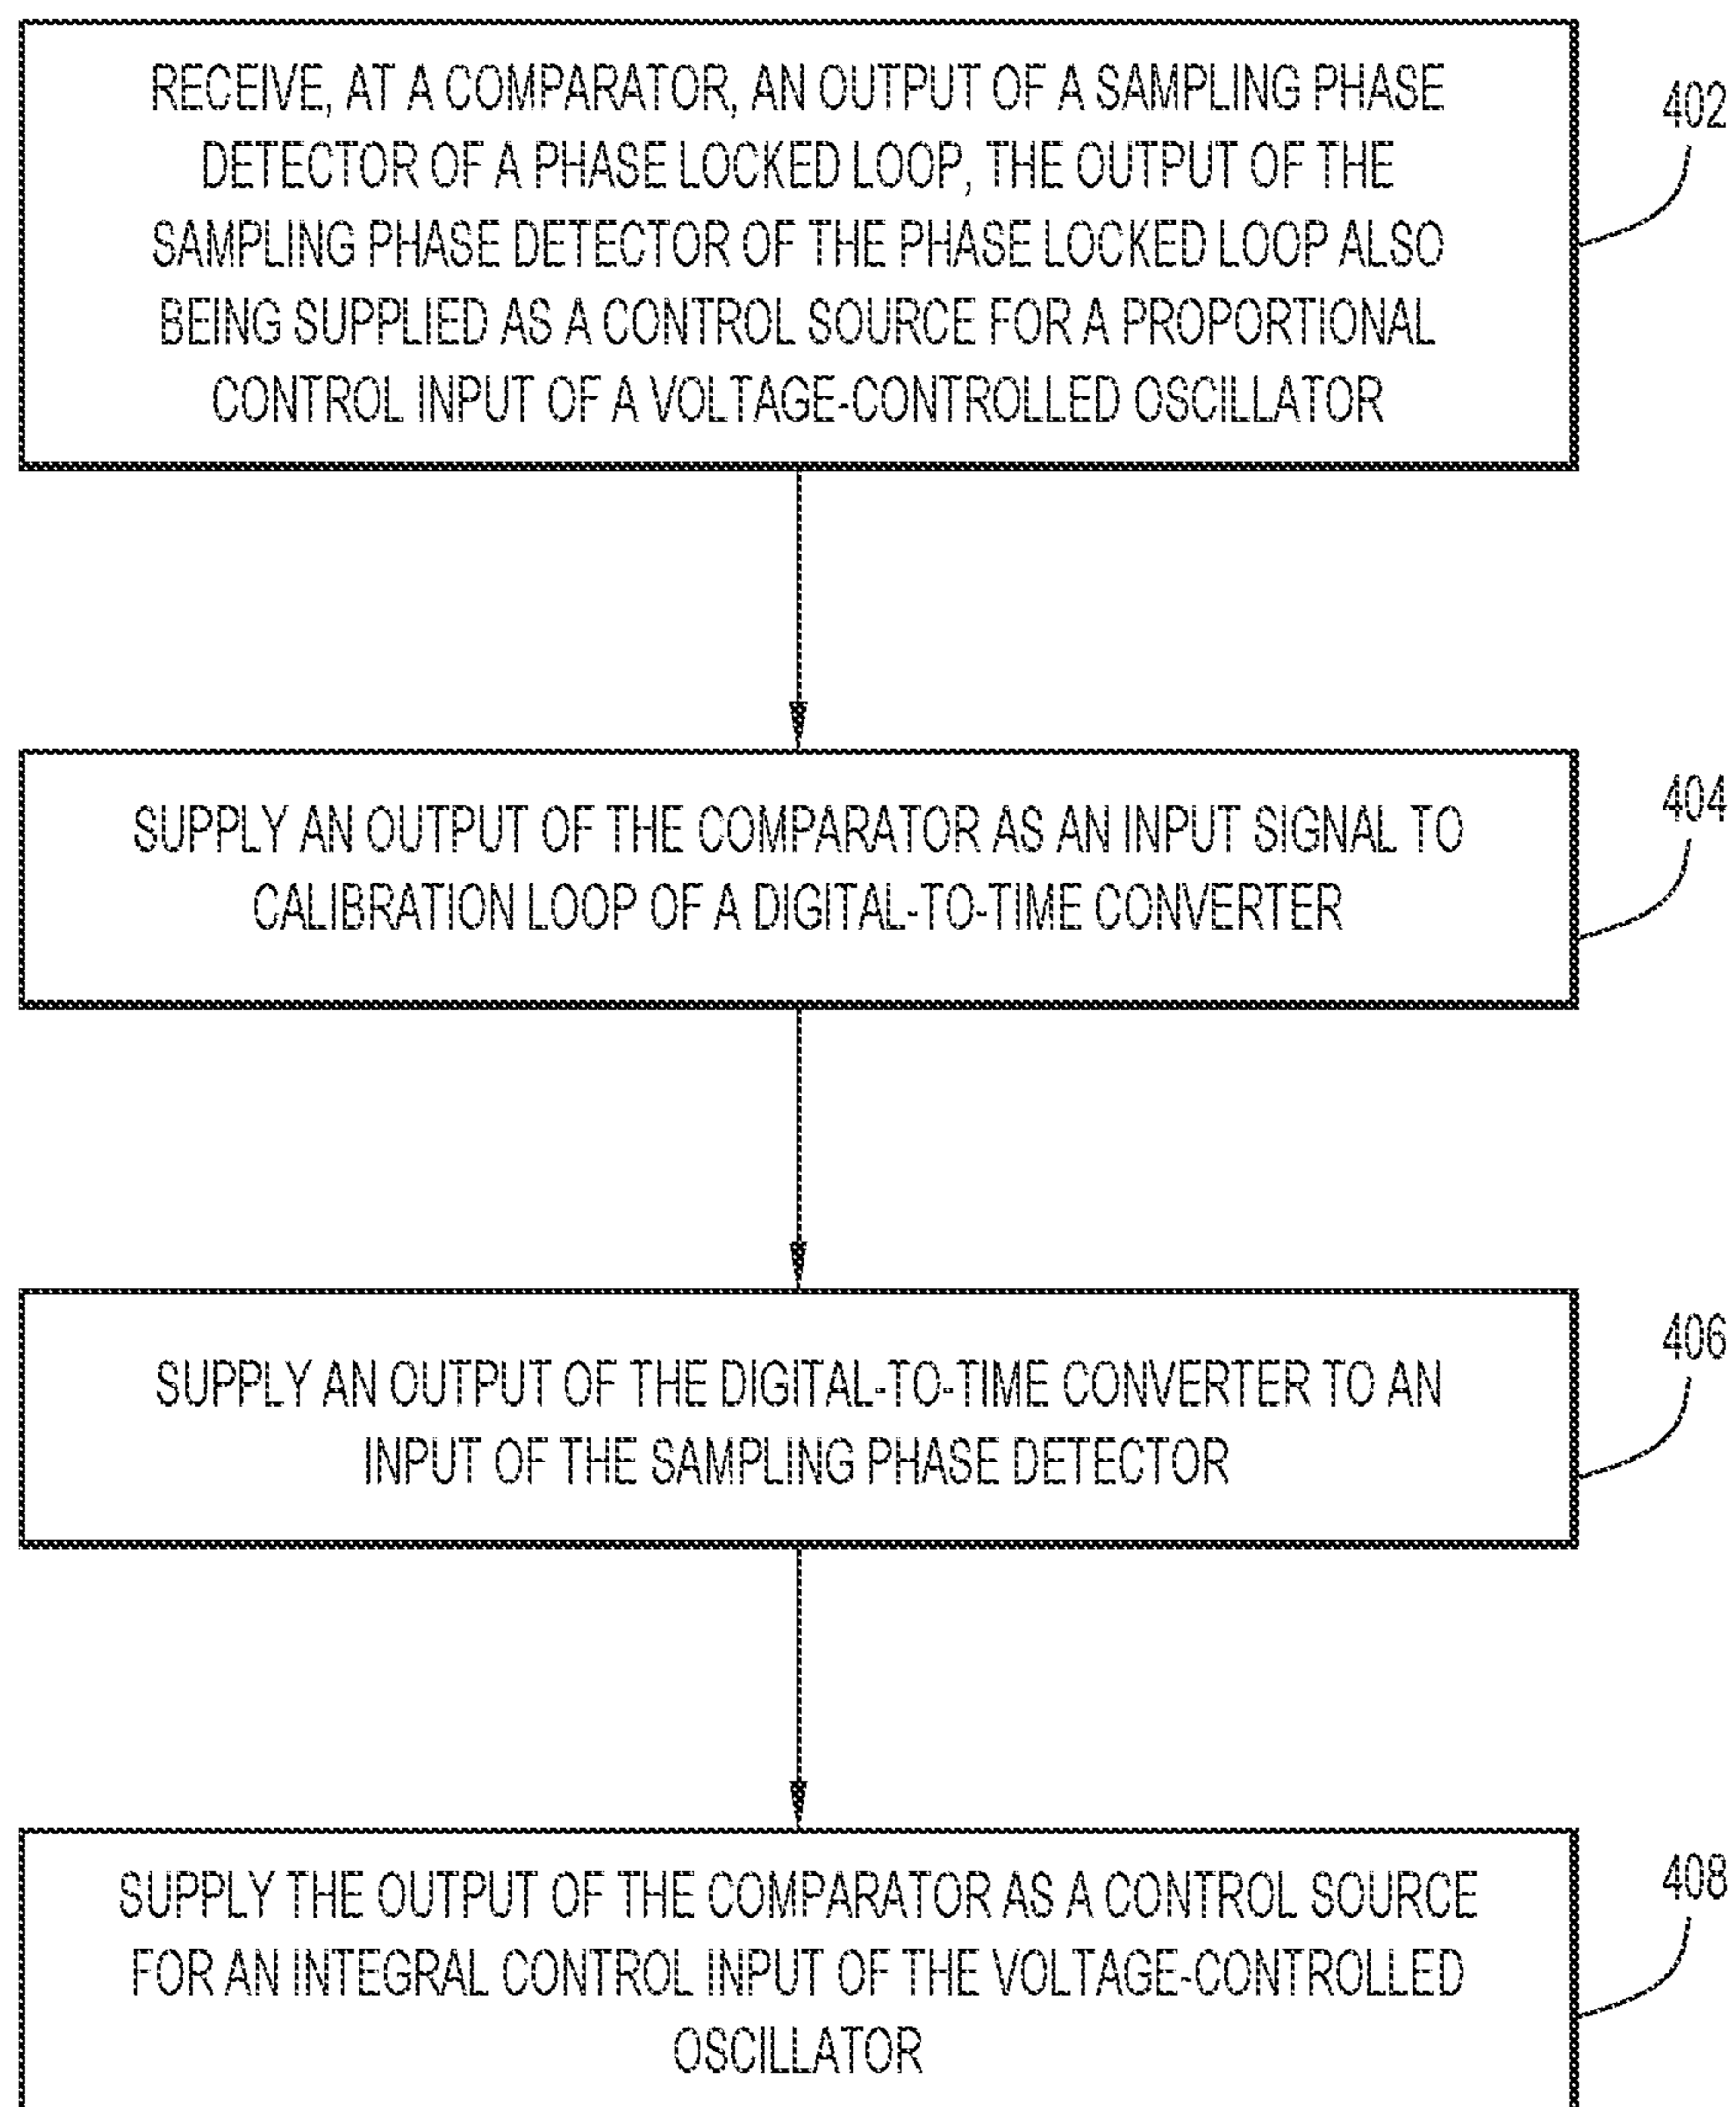 RECEIVE, AT A COMPARATOR, AN OUTPUT OF A SAMPLING PHASE
DETECTOR OF A PHASE LOCKED LOOP, THE OUTPUT OF THE
SAMPLING PHASE DETECTOR OF THE PHASE LOCKED LOOP ALSO
BEING SUPPLIED AS A CONTROL SOURCE FOR A PROPORTIONAL
CONTROL INPUT OF A VOLTAGE-CONTROLLED OSCILLATOR
402
SUPPLY AN OUTPUT OF THE COMPARATOR AS AN INPUT SIGNAL TO
CALIBRATION LOOP OF A DIGITAL-TO-TIME CONVERTER
404
SUPPLY AN OUTPUT OF THE DIGITAL-TO-TIME CONVERTER TO AN
INPUT OF THE SAMPLING PHASE DETECTOR
406
SUPPLY THE OUTPUT OF THE COMPARATOR AS A CONTROL SOURCE
FOR AN INTEGRAL CONTROL INPUT OF THE VOLTAGE-CONTROLLED
OSCILLATOR
408